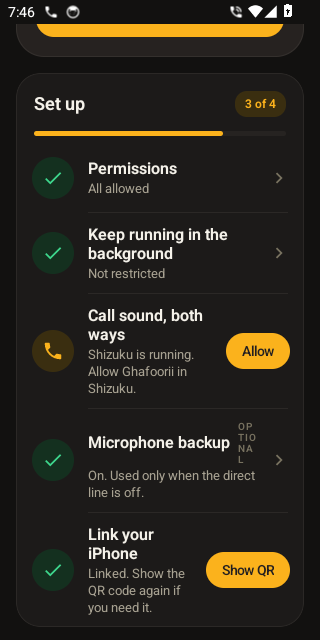 7:46
Set up
3 of 4
Permissions
All allowed
Keep running in the
background
Not restricted
Call sound, both
ways
Shizuku is running.
Allow Ghafoorii in
Shizuku.
Allow
Microphone backup
OP
TIO
NA
L
On. Used only when the direct
line is off.
Link your
iPhone
Linked. Show the
QR code again if
you need it.
Show QR